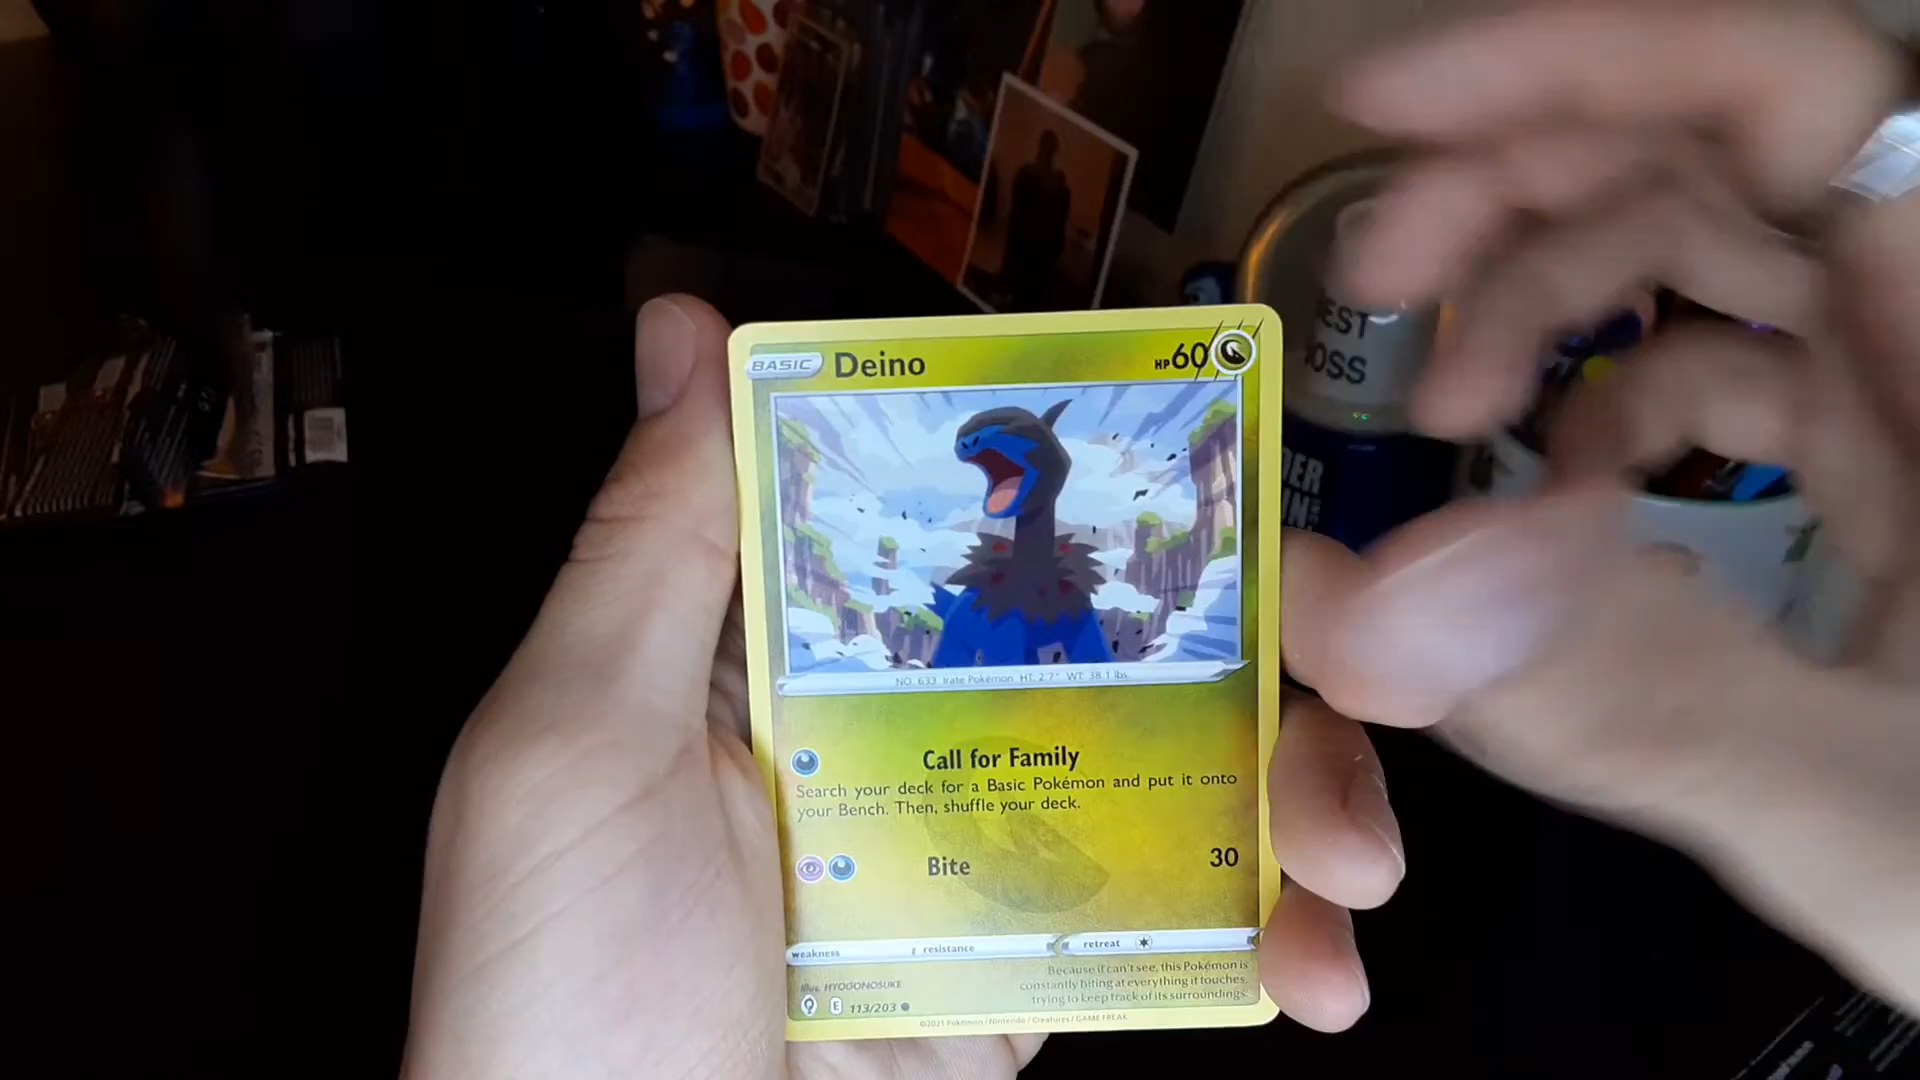 BASIC Deino HP60
NO. 633 Irate Pokémon HT: 2'7" WT: 38.1 lbs.
Call for Family
Search your deck for a Basic Pokémon and put it onto
your Bench. Then, shuffle your deck.
Bite 30
weakness resistance retreat
Illus. HYOGONOSUKE
Because it can't see, this Pokémon is
constantly biting at everything it touches,
trying to keep track of its surroundings.
E 113/203
©2021 Pokémon / Nintendo / Creatures / GAME FREAK
EST
OSS
DER
IN